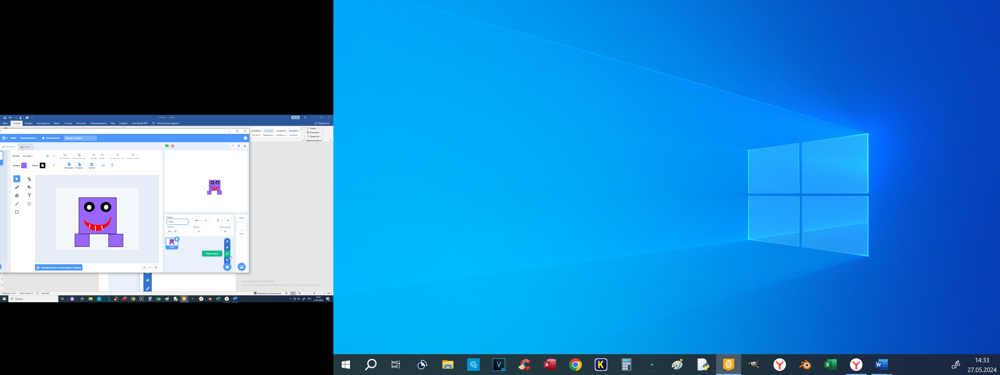 ПР.docx - Word
Вход
Файл Главная Вставка Конструктор Макет Ссылки Рассылки Рецензирование Вид Справка Foxit Reader PDF Что вы хотите сделать? Поделиться
АаБбВвГг АаБбВвГг ААББВВГГ, ААББВВГГ,
Цитата 2 Выделенн... Слабая сс... Сильная...
Найти
Заменить
Выделить
Редактирование
Файл Редактировать Руководства Проект Scratch
Костюмы Звуки
Костюм костюм 1
Группировать Разгруппировать Вперёд Назад На передний план На задний план
Заливка Контур 4
Копировать Вставить Удалить
Конвертировать в растровую графику
Спрайт
Робот
x 51 y -29
Показать Размер Направление
Сцена
Фоны
1
Робот
Нарисовать
Активация Windows
Чтобы активировать Windows, перейдите в раздел "Параметры".
Страница 1 из 1 Число слов: 74 русский
Параметры отображения
100 %
Поиск
РУС
14:33
27.05.2024
14:33
27.05.2024